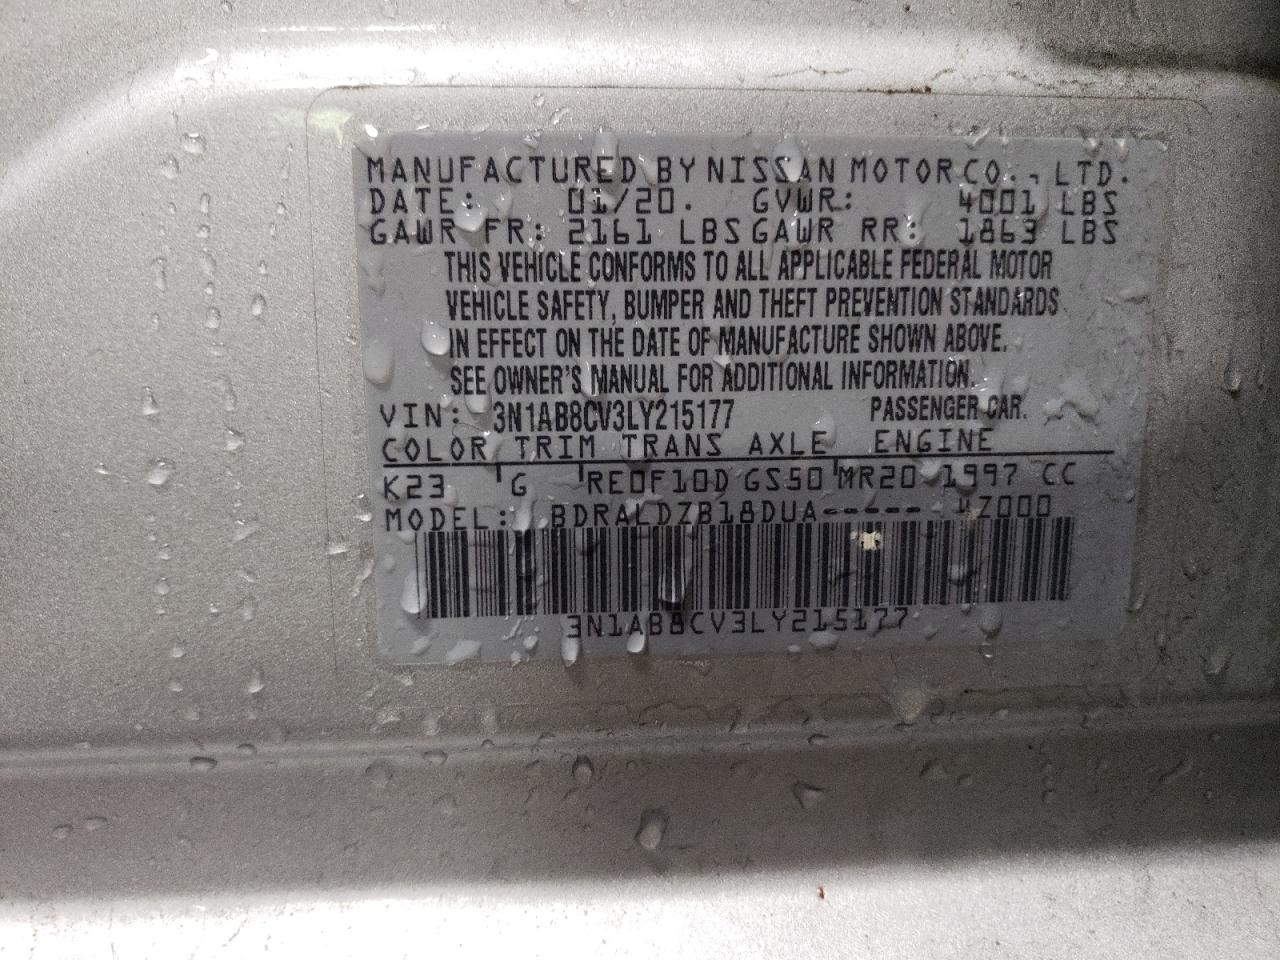 MANUFACTURED BY NISSAN MOTOR CO., LTD.
DATE: 01/20. GVWR: 4001 LBS
GAWR FR: 2161 LBS GAWR RR: 1863 LBS
THIS VEHICLE CONFORMS TO ALL APPLICABLE FEDERAL MOTOR
VEHICLE SAFETY, BUMPER AND THEFT PREVENTION STANDARDS
IN EFFECT ON THE DATE OF MANUFACTURE SHOWN ABOVE.
SEE OWNER'S MANUAL FOR ADDITIONAL INFORMATION.
VIN: 3N1AB8CV3LY215177 PASSENGER CAR.
COLOR TRIM TRANS AXLE ENGINE
K23 G RE0F10D GS50 MR20 1997 CC
MODEL: BDRALDZB18DUA-----
3N1AB8CV3LY215177